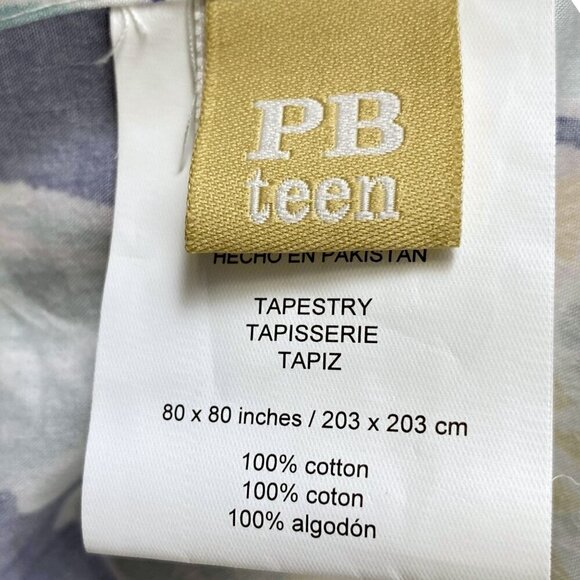 PB
teen
HECHO EN PAKISTAN
TAPESTRY
TAPISSERIE
TAPIZ
80 x 80 inches / 203 x 203 cm
100% cotton
100% coton
100% algodón